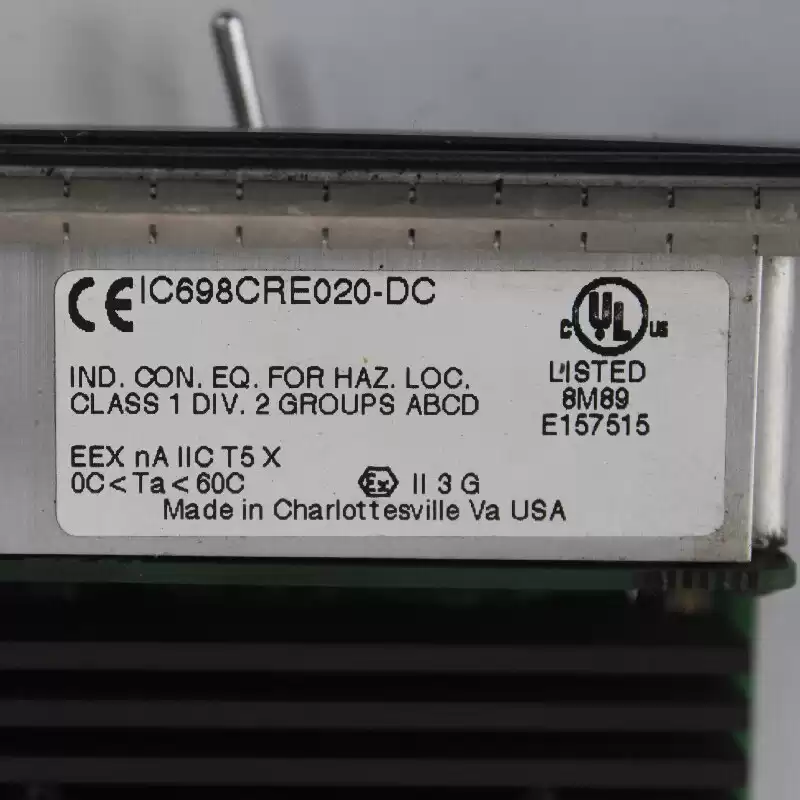 CE IC698CRE020-DC
C UL US
LISTED
8M89
E157515
IND. CON. EQ. FOR HAZ. LOC.
CLASS 1 DIV. 2 GROUPS ABCD
EEX nA IIC T5 X
0C < Ta < 60C
Ex II 3 G
Made in Charlottesville Va USA